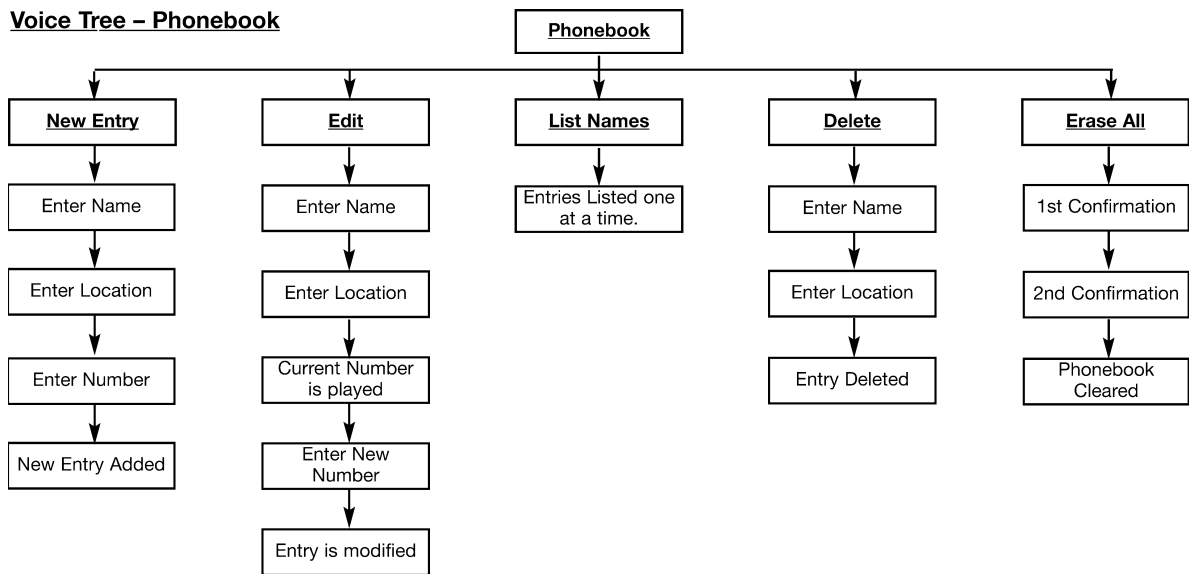 Voice Tree – Phonebook
Phonebook
New Entry
Edit
List Names
Delete
Erase All
Enter Name
Enter Name
Entries Listed one
at a time.
Enter Name
1st Confirmation
Enter Location
Enter Location
Enter Location
2nd Confirmation
Enter Number
Current Number
is played
Entry Deleted
Phonebook
Cleared
New Entry Added
Enter New
Number
Entry is modified